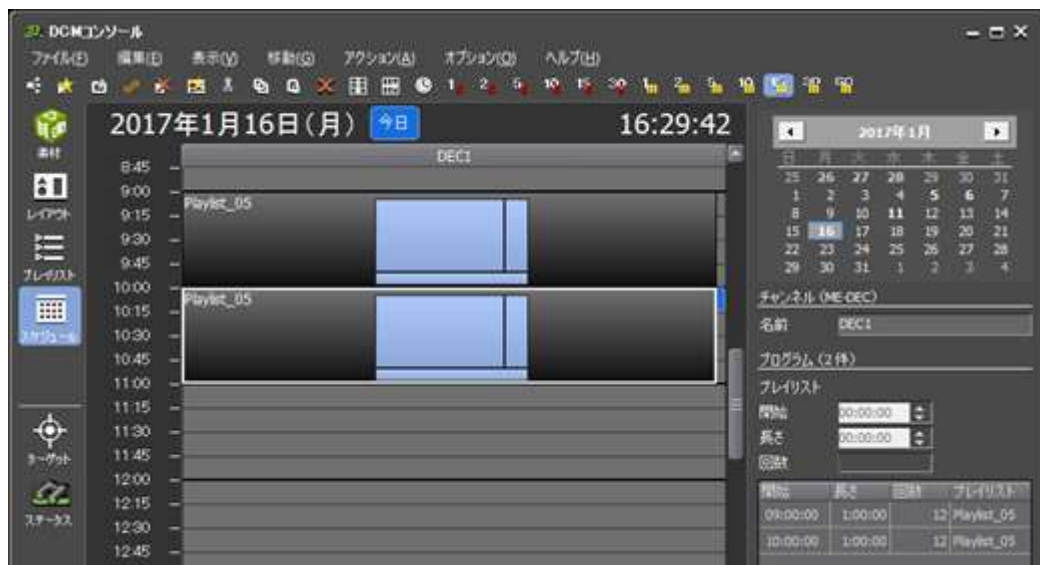 DCMコンソール
ファイル(F) 編集(E) 表示(V) 移動(G) アクション(A) オプション(O) ヘルプ(H)
素材
レイアウト
プレイリスト
スケジュール
ターゲット
ステータス
2017年1月16日(月) 今日 16:29:42
DEC1
8:45
9:00
9:15
9:30
9:45
10:00
10:15
10:30
10:45
11:00
11:15
11:30
11:45
12:00
12:15
12:30
12:45
Playlist_05
Playlist_05
2017年 1月
日 月 火 水 木 金 土
25 26 27 28 29 30 31
1 2 3 4 5 6 7
8 9 10 11 12 13 14
15 16 17 18 19 20 21
22 23 24 25 26 27 28
29 30 31 1 2 3 4
チャンネル (ME-DEC)
名前 DEC1
プログラム (2 件)
プレイリスト
開始 00:00:00
長さ 00:00:00
回数
開始 長さ 回数 プレイリスト
09:00:00 1:00:00 12 Playlist_05
10:00:00 1:00:00 12 Playlist_05